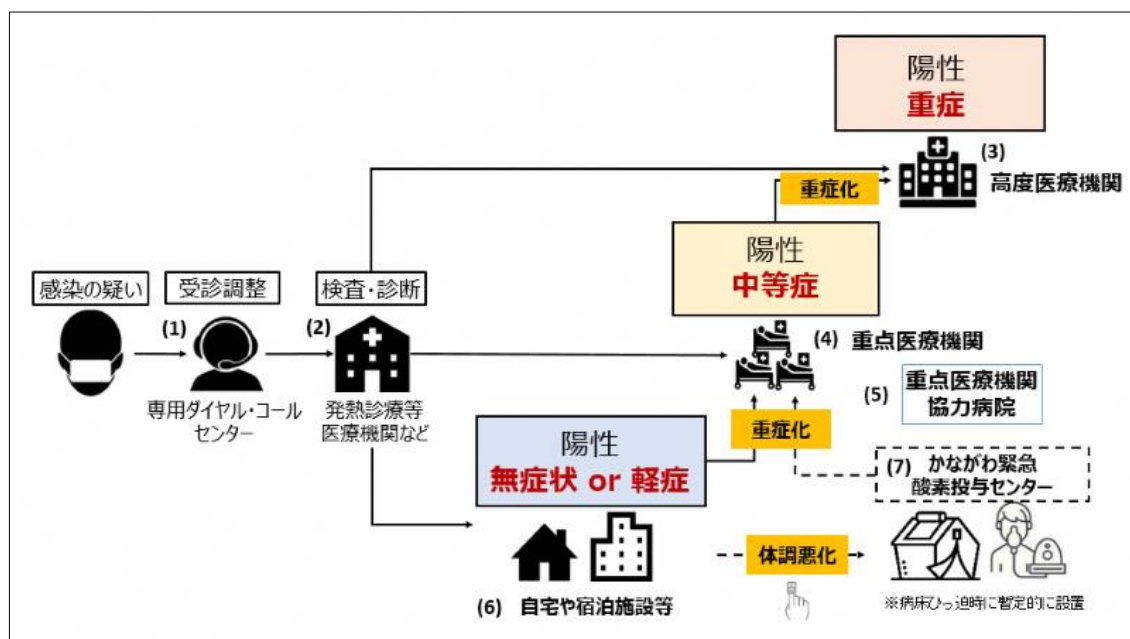 陽性
重症
(3)
高度医療機関
重症化
陽性
中等症
感染の疑い
受診調整
検査・診断
(1)
(2)
(4)
重点医療機関
専用ダイヤル・コール
センター
発熱診療等
医療機関など
(5)
重点医療機関
協力病院
重症化
陽性
無症状 or 軽症
(7)
かながわ緊急
酸素投与センター
体調悪化
(6)
自宅や宿泊施設等
※病床ひっ迫時に暫定的に設置